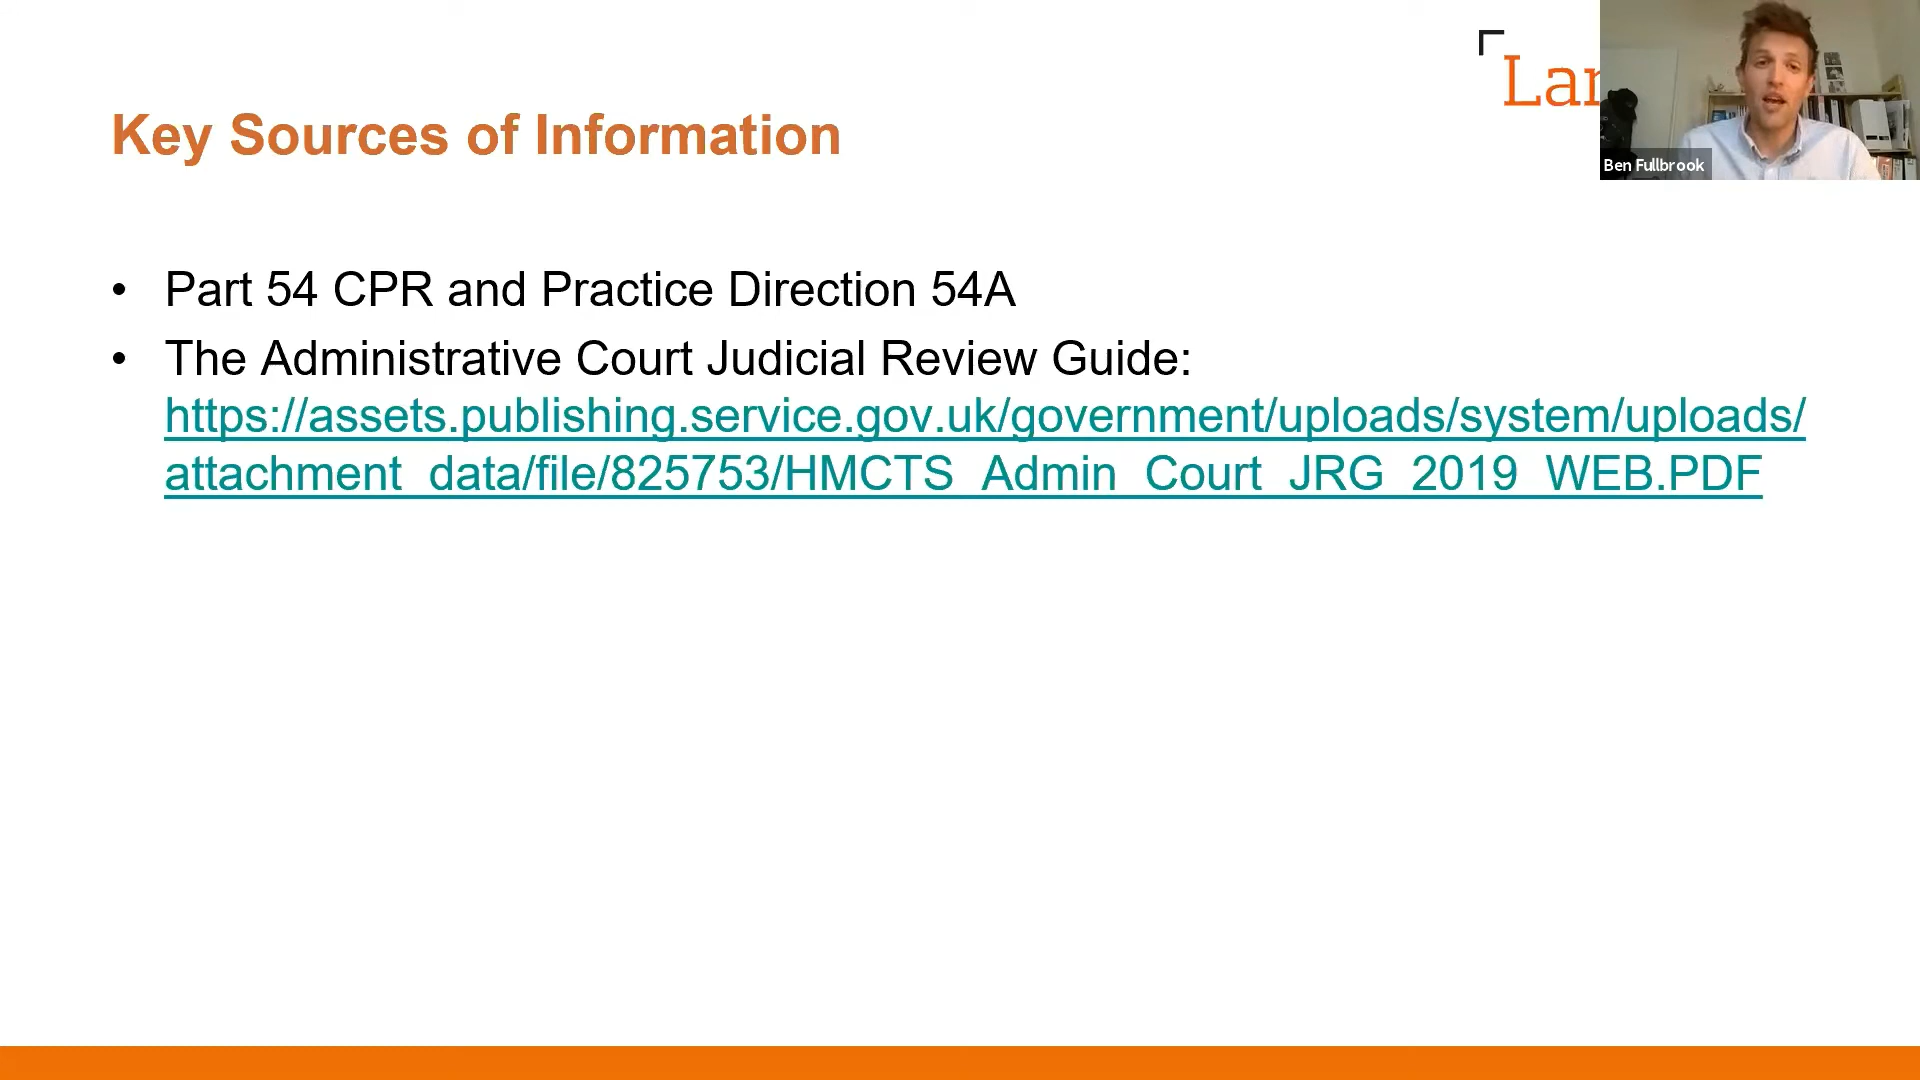 Lan
Ben Fullbrook
Key Sources of Information
• Part 54 CPR and Practice Direction 54A
• The Administrative Court Judicial Review Guide:
https://assets.publishing.service.gov.uk/government/uploads/system/uploads/
attachment_data/file/825753/HMCTS_Admin_Court_JRG_2019_WEB.PDF